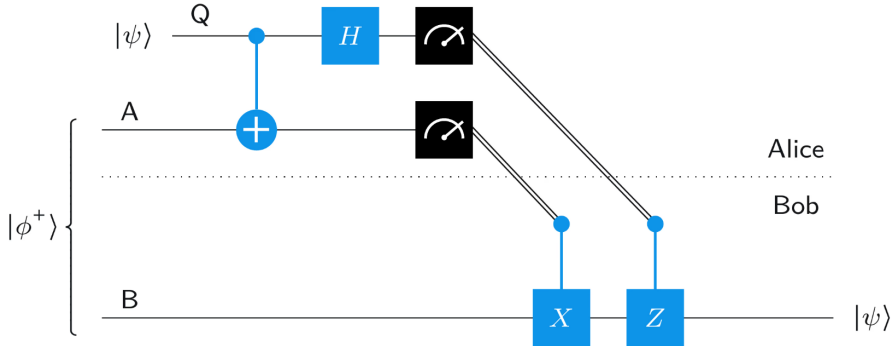 Q
|ψ⟩ H
A
Alice
Bob
|ϕ⁺⟩
B
X Z |ψ⟩